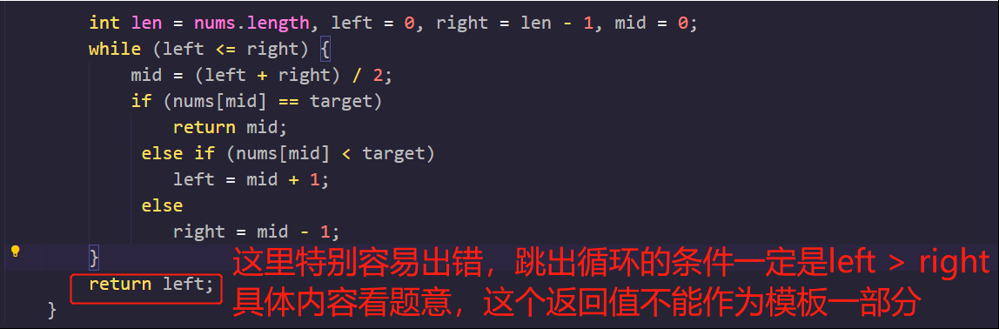 int len = nums.length, left = 0, right = len - 1, mid = 0;
while (left <= right) {
mid = (left + right) / 2;
if (nums[mid] == target)
return mid;
else if (nums[mid] < target)
left = mid + 1;
else
right = mid - 1;
}
这里特别容易出错，跳出循环的条件一定是left > right
return left;
具体内容看题意，这个返回值不能作为模板一部分
}